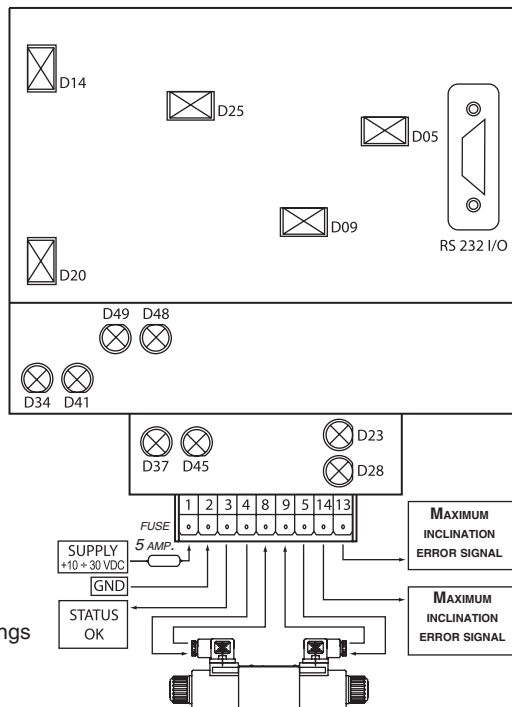 D14
D25
D05
D09
RS 232 I/O
D20
D49 D48
D34 D41
D37 D45
D23
D28
1 2 3 4 8 9 5 14 13
FUSE
5 AMP.
SUPPLY
+10 ÷ 30 VDC
GND
STATUS
OK
MAXIMUM
INCLINATION
ERROR SIGNAL
MAXIMUM
INCLINATION
ERROR SIGNAL